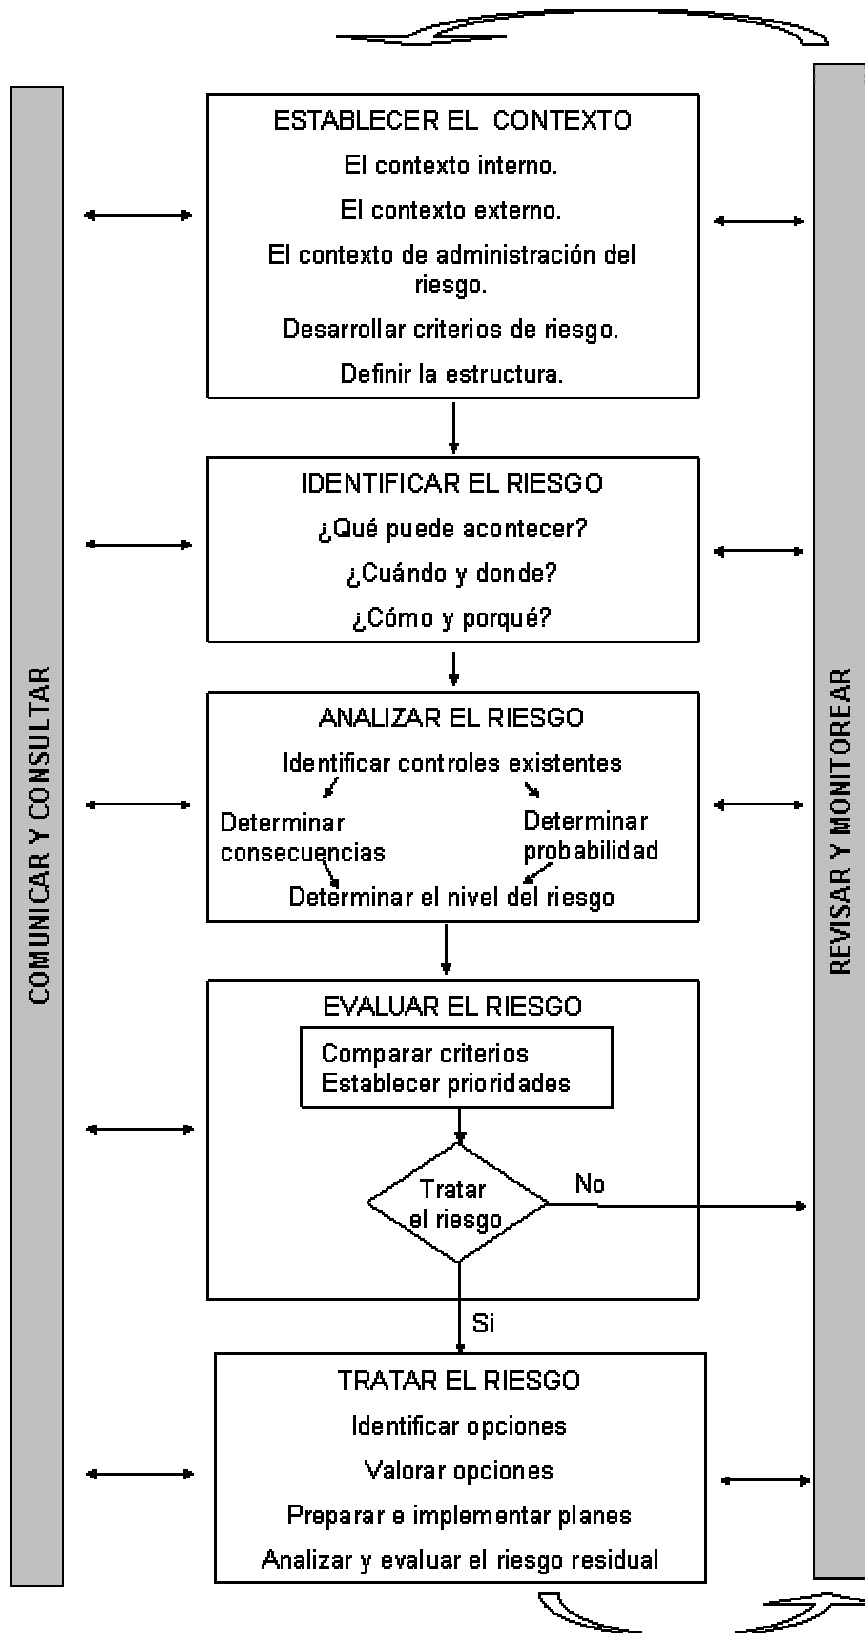 ESTABLECER EL CONTEXTO
El contexto interno.
El contexto externo.
El contexto de administración del
riesgo.
Desarrollar criterios de riesgo.
Definir la estructura.
IDENTIFICAR EL RIESGO
¿Qué puede acontecer?
¿Cuándo y donde?
¿Cómo y porqué?
ANALIZAR EL RIESGO
Identificar controles existentes
Determinar
consecuencias
Determinar
probabilidad
Determinar el nivel del riesgo
EVALUAR EL RIESGO
Comparar criterios
Establecer prioridades
Tratar
el riesgo
No
Si
TRATAR EL RIESGO
Identificar opciones
Valorar opciones
Preparar e implementar planes
Analizar y evaluar el riesgo residual
COMUNICAR Y CONSULTAR
REVISAR Y MONITOREAR